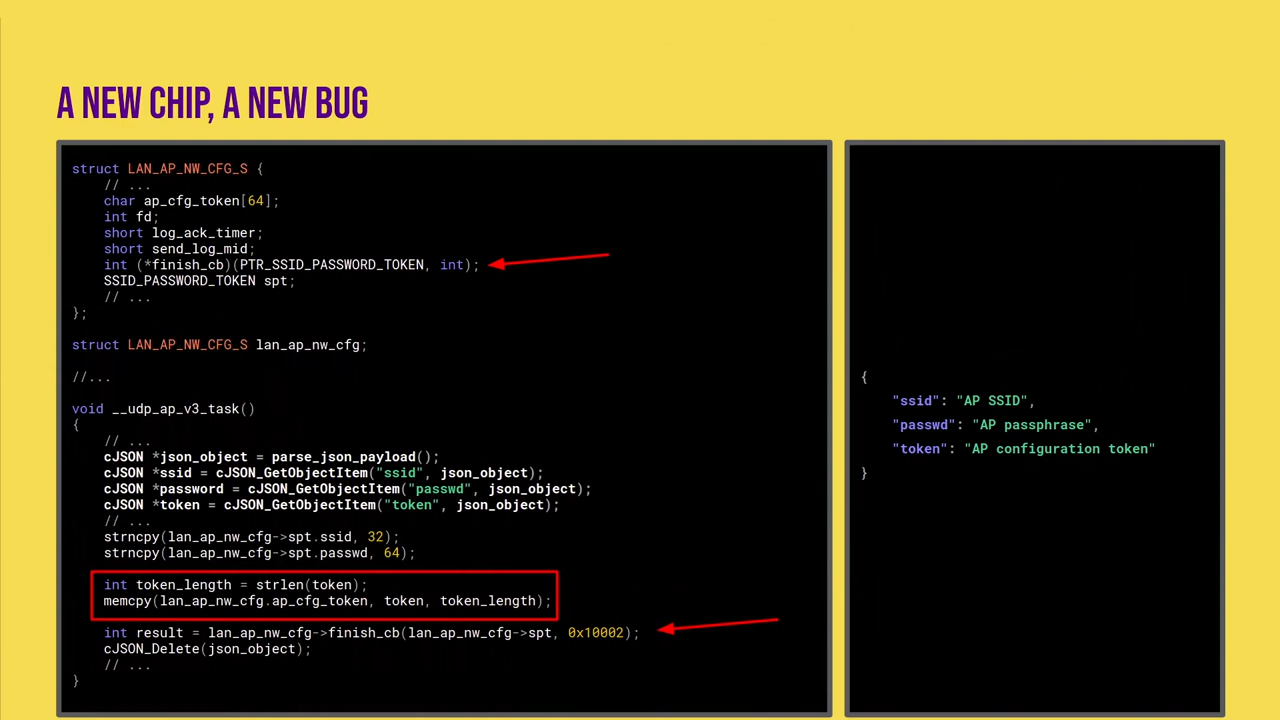 A NEW CHIP, A NEW BUG
struct LAN_AP_NW_CFG_S {
    // ...
    char ap_cfg_token[64];
    int fd;
    short log_ack_timer;
    short send_log_mid;
    int (*finish_cb)(PTR_SSID_PASSWORD_TOKEN, int);
    SSID_PASSWORD_TOKEN spt;
    // ...
};
struct LAN_AP_NW_CFG_S lan_ap_nw_cfg;
//...
void __udp_ap_v3_task()
{
    // ...
    cJSON *json_object = parse_json_payload();
    cJSON *ssid = cJSON_GetObjectItem("ssid", json_object);
    cJSON *password = cJSON_GetObjectItem("passwd", json_object);
    cJSON *token = cJSON_GetObjectItem("token", json_object);
    // ...
    strncpy(lan_ap_nw_cfg->spt.ssid, 32);
    strncpy(lan_ap_nw_cfg->spt.passwd, 64);
    int token_length = strlen(token);
    memcpy(lan_ap_nw_cfg.ap_cfg_token, token, token_length);
    int result = lan_ap_nw_cfg->finish_cb(lan_ap_nw_cfg->spt, 0x10002);
    cJSON_Delete(json_object);
    // ...
}
{
    "ssid": "AP SSID",
    "passwd": "AP passphrase",
    "token": "AP configuration token"
}